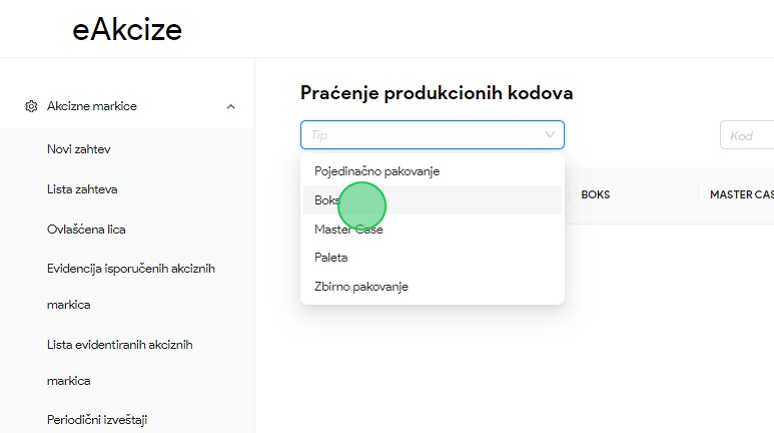 eAkcize
Akcizne markice
Novi zahtev
Lista zahteva
Ovlašćena lica
Evidencija isporučenih akciznih
markica
Lista evidentiranih akciznih
markica
Periodični izveštaji
Praćenje produkcionih kodova
Tip
Kod
Pojedinačno pakovanje
Boks
Master Case
Paleta
Zbirno pakovanje
BOKS
MASTER CAS